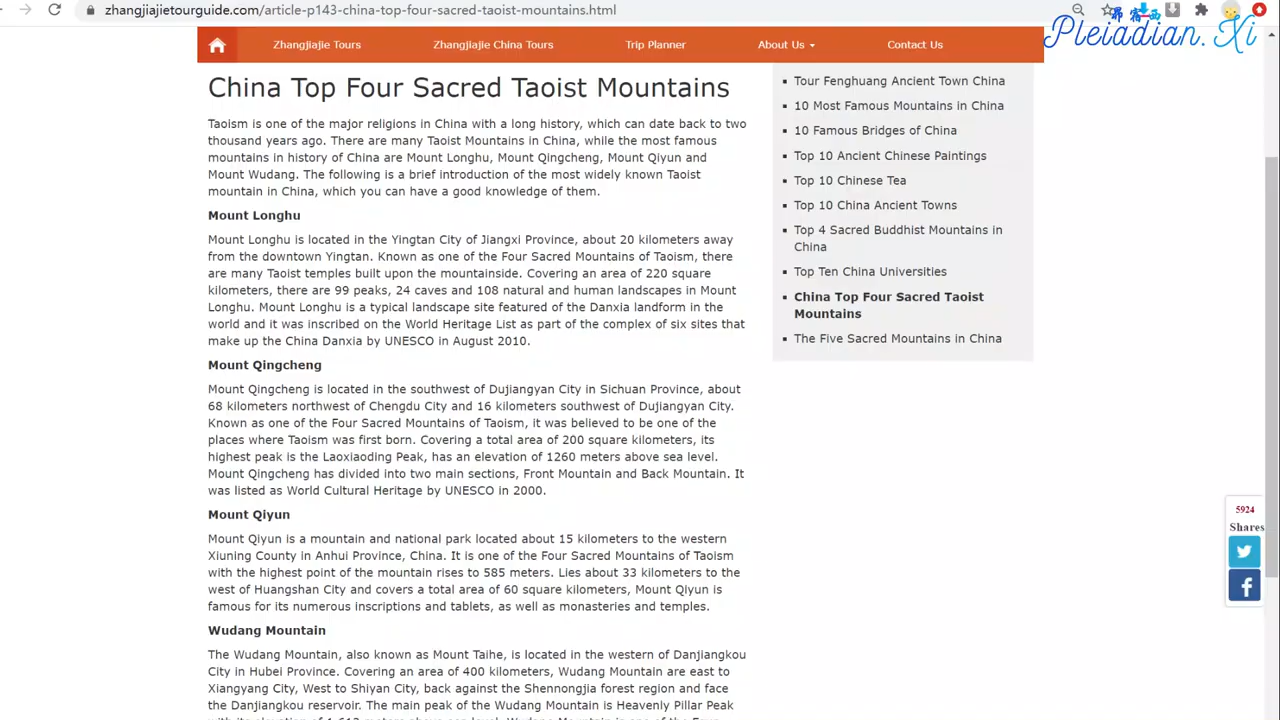 zhangjiajietourguide.com/article-p143-china-top-four-sacred-taoist-mountains.html
昴宿西
Pleiadian.Xi
Zhangjiajie Tours Zhangjiajie China Tours Trip Planner About Us Contact Us
China Top Four Sacred Taoist Mountains
Taoism is one of the major religions in China with a long history, which can date back to two
thousand years ago. There are many Taoist Mountains in China, while the most famous
mountains in history of China are Mount Longhu, Mount Qingcheng, Mount Qiyun and
Mount Wudang. The following is a brief introduction of the most widely known Taoist
mountain in China, which you can have a good knowledge of them.
Mount Longhu
Mount Longhu is located in the Yingtan City of Jiangxi Province, about 20 kilometers away
from the downtown Yingtan. Known as one of the Four Sacred Mountains of Taoism, there
are many Taoist temples built upon the mountainside. Covering an area of 220 square
kilometers, there are 99 peaks, 24 caves and 108 natural and human landscapes in Mount
Longhu. Mount Longhu is a typical landscape site featured of the Danxia landform in the
world and it was inscribed on the World Heritage List as part of the complex of six sites that
make up the China Danxia by UNESCO in August 2010.
Mount Qingcheng
Mount Qingcheng is located in the southwest of Dujiangyan City in Sichuan Province, about
68 kilometers northwest of Chengdu City and 16 kilometers southwest of Dujiangyan City.
Known as one of the Four Sacred Mountains of Taoism, it was believed to be one of the
places where Taoism was first born. Covering a total area of 200 square kilometers, its
highest peak is the Laoxiaoding Peak, has an elevation of 1260 meters above sea level.
Mount Qingcheng has divided into two main sections, Front Mountain and Back Mountain. It
was listed as World Cultural Heritage by UNESCO in 2000.
Mount Qiyun
Mount Qiyun is a mountain and national park located about 15 kilometers to the western
Xiuning County in Anhui Province, China. It is one of the Four Sacred Mountains of Taoism
with the highest point of the mountain rises to 585 meters. Lies about 33 kilometers to the
west of Huangshan City and covers a total area of 60 square kilometers, Mount Qiyun is
famous for its numerous inscriptions and tablets, as well as monasteries and temples.
Wudang Mountain
The Wudang Mountain, also known as Mount Taihe, is located in the western of Danjiangkou
City in Hubei Province. Covering an area of 400 kilometers, Wudang Mountain are east to
Xiangyang City, West to Shiyan City, back against the Shennongjia forest region and face
the Danjiangkou reservoir. The main peak of the Wudang Mountain is Heavenly Pillar Peak
Tour Fenghuang Ancient Town China
10 Most Famous Mountains in China
10 Famous Bridges of China
Top 10 Ancient Chinese Paintings
Top 10 Chinese Tea
Top 10 China Ancient Towns
Top 4 Sacred Buddhist Mountains in
China
Top Ten China Universities
China Top Four Sacred Taoist
Mountains
The Five Sacred Mountains in China
5924
Shares